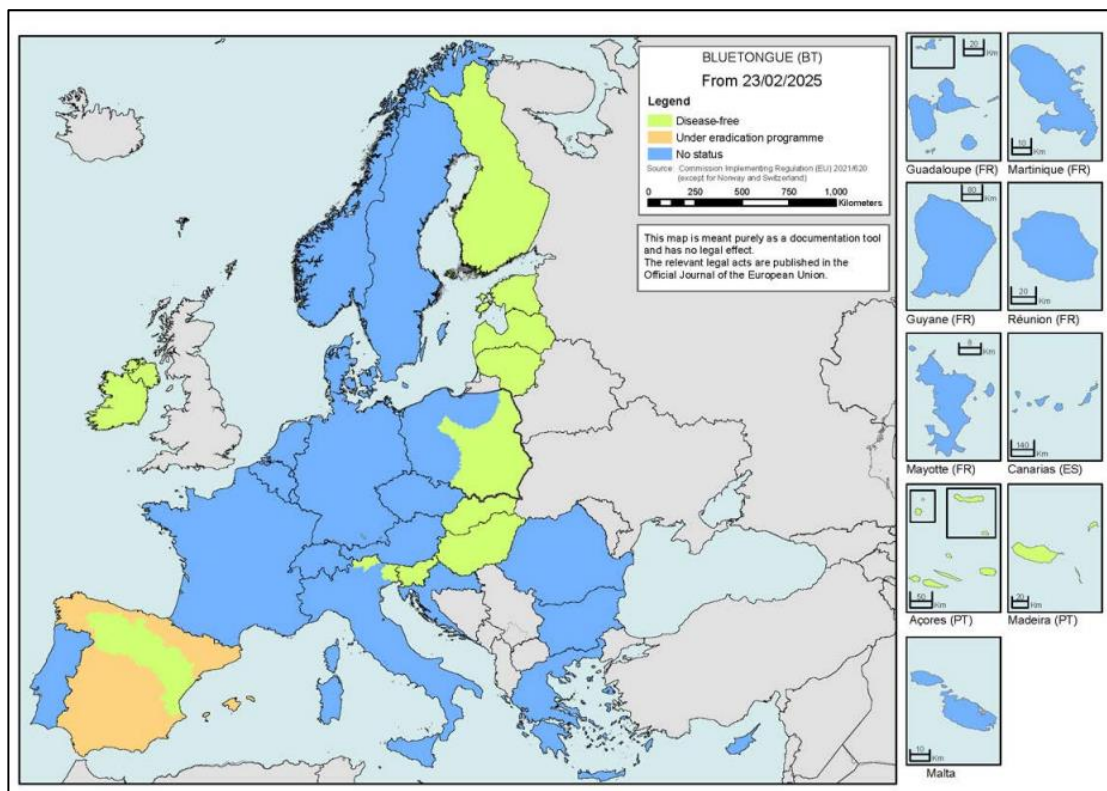 BLUETONGUE (BT)
From 23/02/2025
Legend
Disease-free
Under eradication programme
No status
Source: Commission Implementing Regulation (EU) 2021/620
(except for Norway and Switzerland)
0 250 500 750 1,000
Kilometers
This map is meant purely as a documentation tool
and has no legal effect.
The relevant legal acts are published in the
Official Journal of the European Union.
20
Km
Guadaloupe (FR)
10
Km
Martinique (FR)
80
Km
Guyane (FR)
20
Km
Réunion (FR)
8
Km
Mayotte (FR)
140
Km
Canarias (ES)
50
Km
Açores (PT)
20
Km
Madeira (PT)
10
Km
Malta